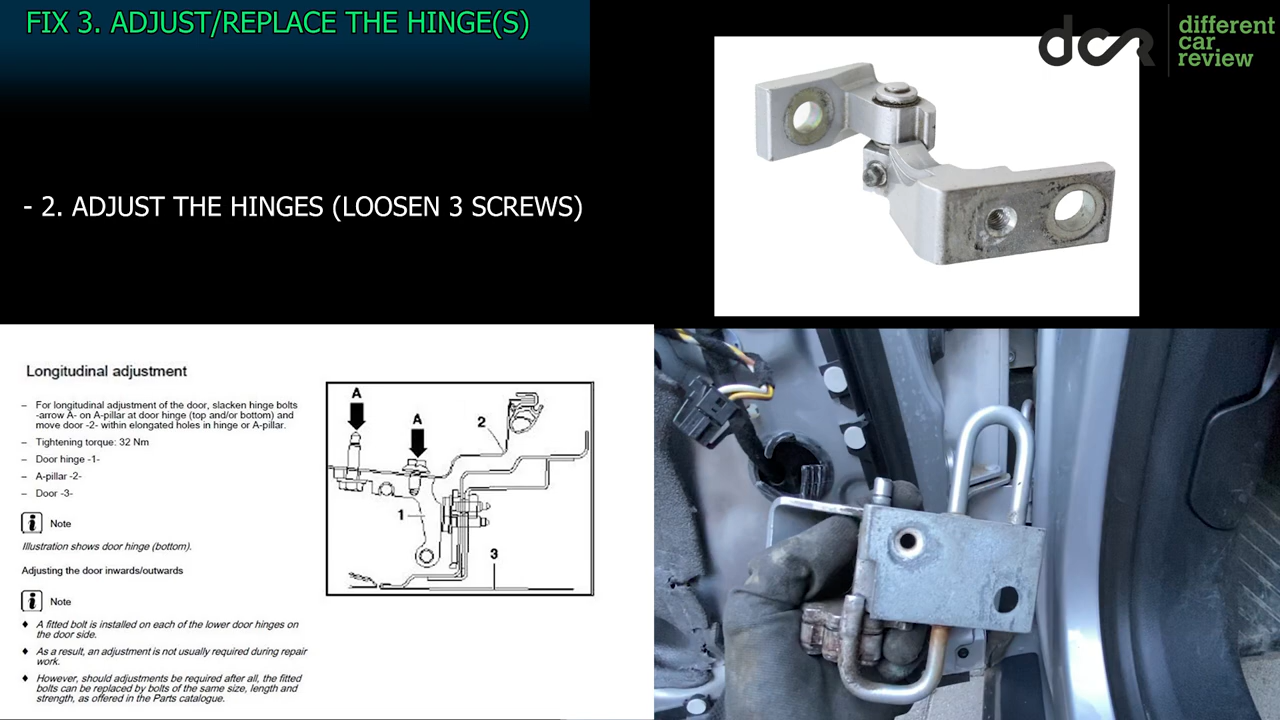 FIX 3. ADJUST/REPLACE THE HINGE(S)
dcr
different
car
review
- 2. ADJUST THE HINGES (LOOSEN 3 SCREWS)
Longitudinal adjustment
– For longitudinal adjustment of the door, slacken hinge bolts
-arrow A- on A-pillar at door hinge (top and/or bottom) and
move door -2- within elongated holes in hinge or A-pillar.
– Tightening torque: 32 Nm
– Door hinge -1-
– A-pillar -2-
– Door -3-
i Note
Illustration shows door hinge (bottom).
Adjusting the door inwards/outwards
i Note
♦ A fitted bolt is installed on each of the lower door hinges on
the door side.
♦ As a result, an adjustment is not usually required during repair
work.
♦ However, should adjustments be required after all, the fitted
bolts can be replaced by bolts of the same size, length and
strength, as offered in the Parts catalogue.
A
A
2
1
3